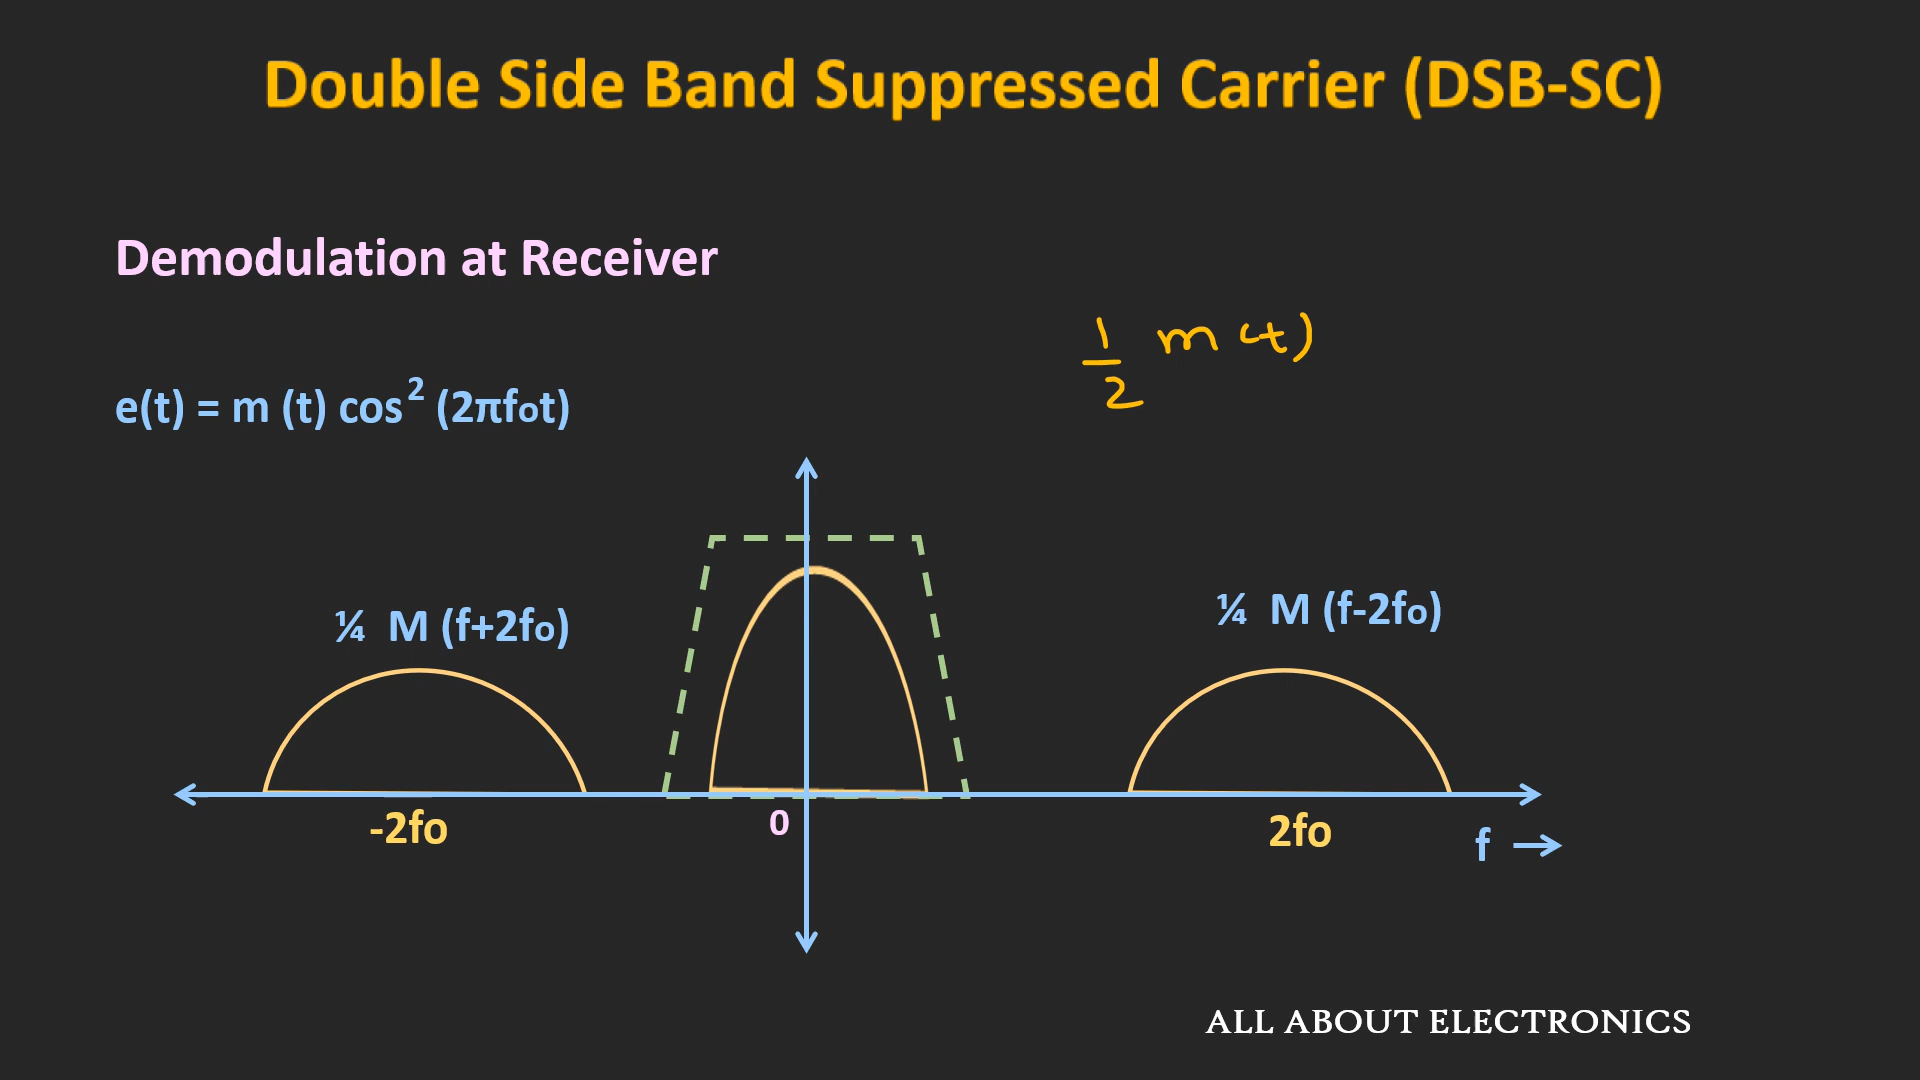 Double Side Band Suppressed Carrier (DSB-SC)
Demodulation at Receiver
1/2 m(t)
e(t) = m (t) cos² (2πfot)
¼ M (f+2fo)
¼ M (f-2fo)
-2fo
0
2fo
f →
ALL ABOUT ELECTRONICS